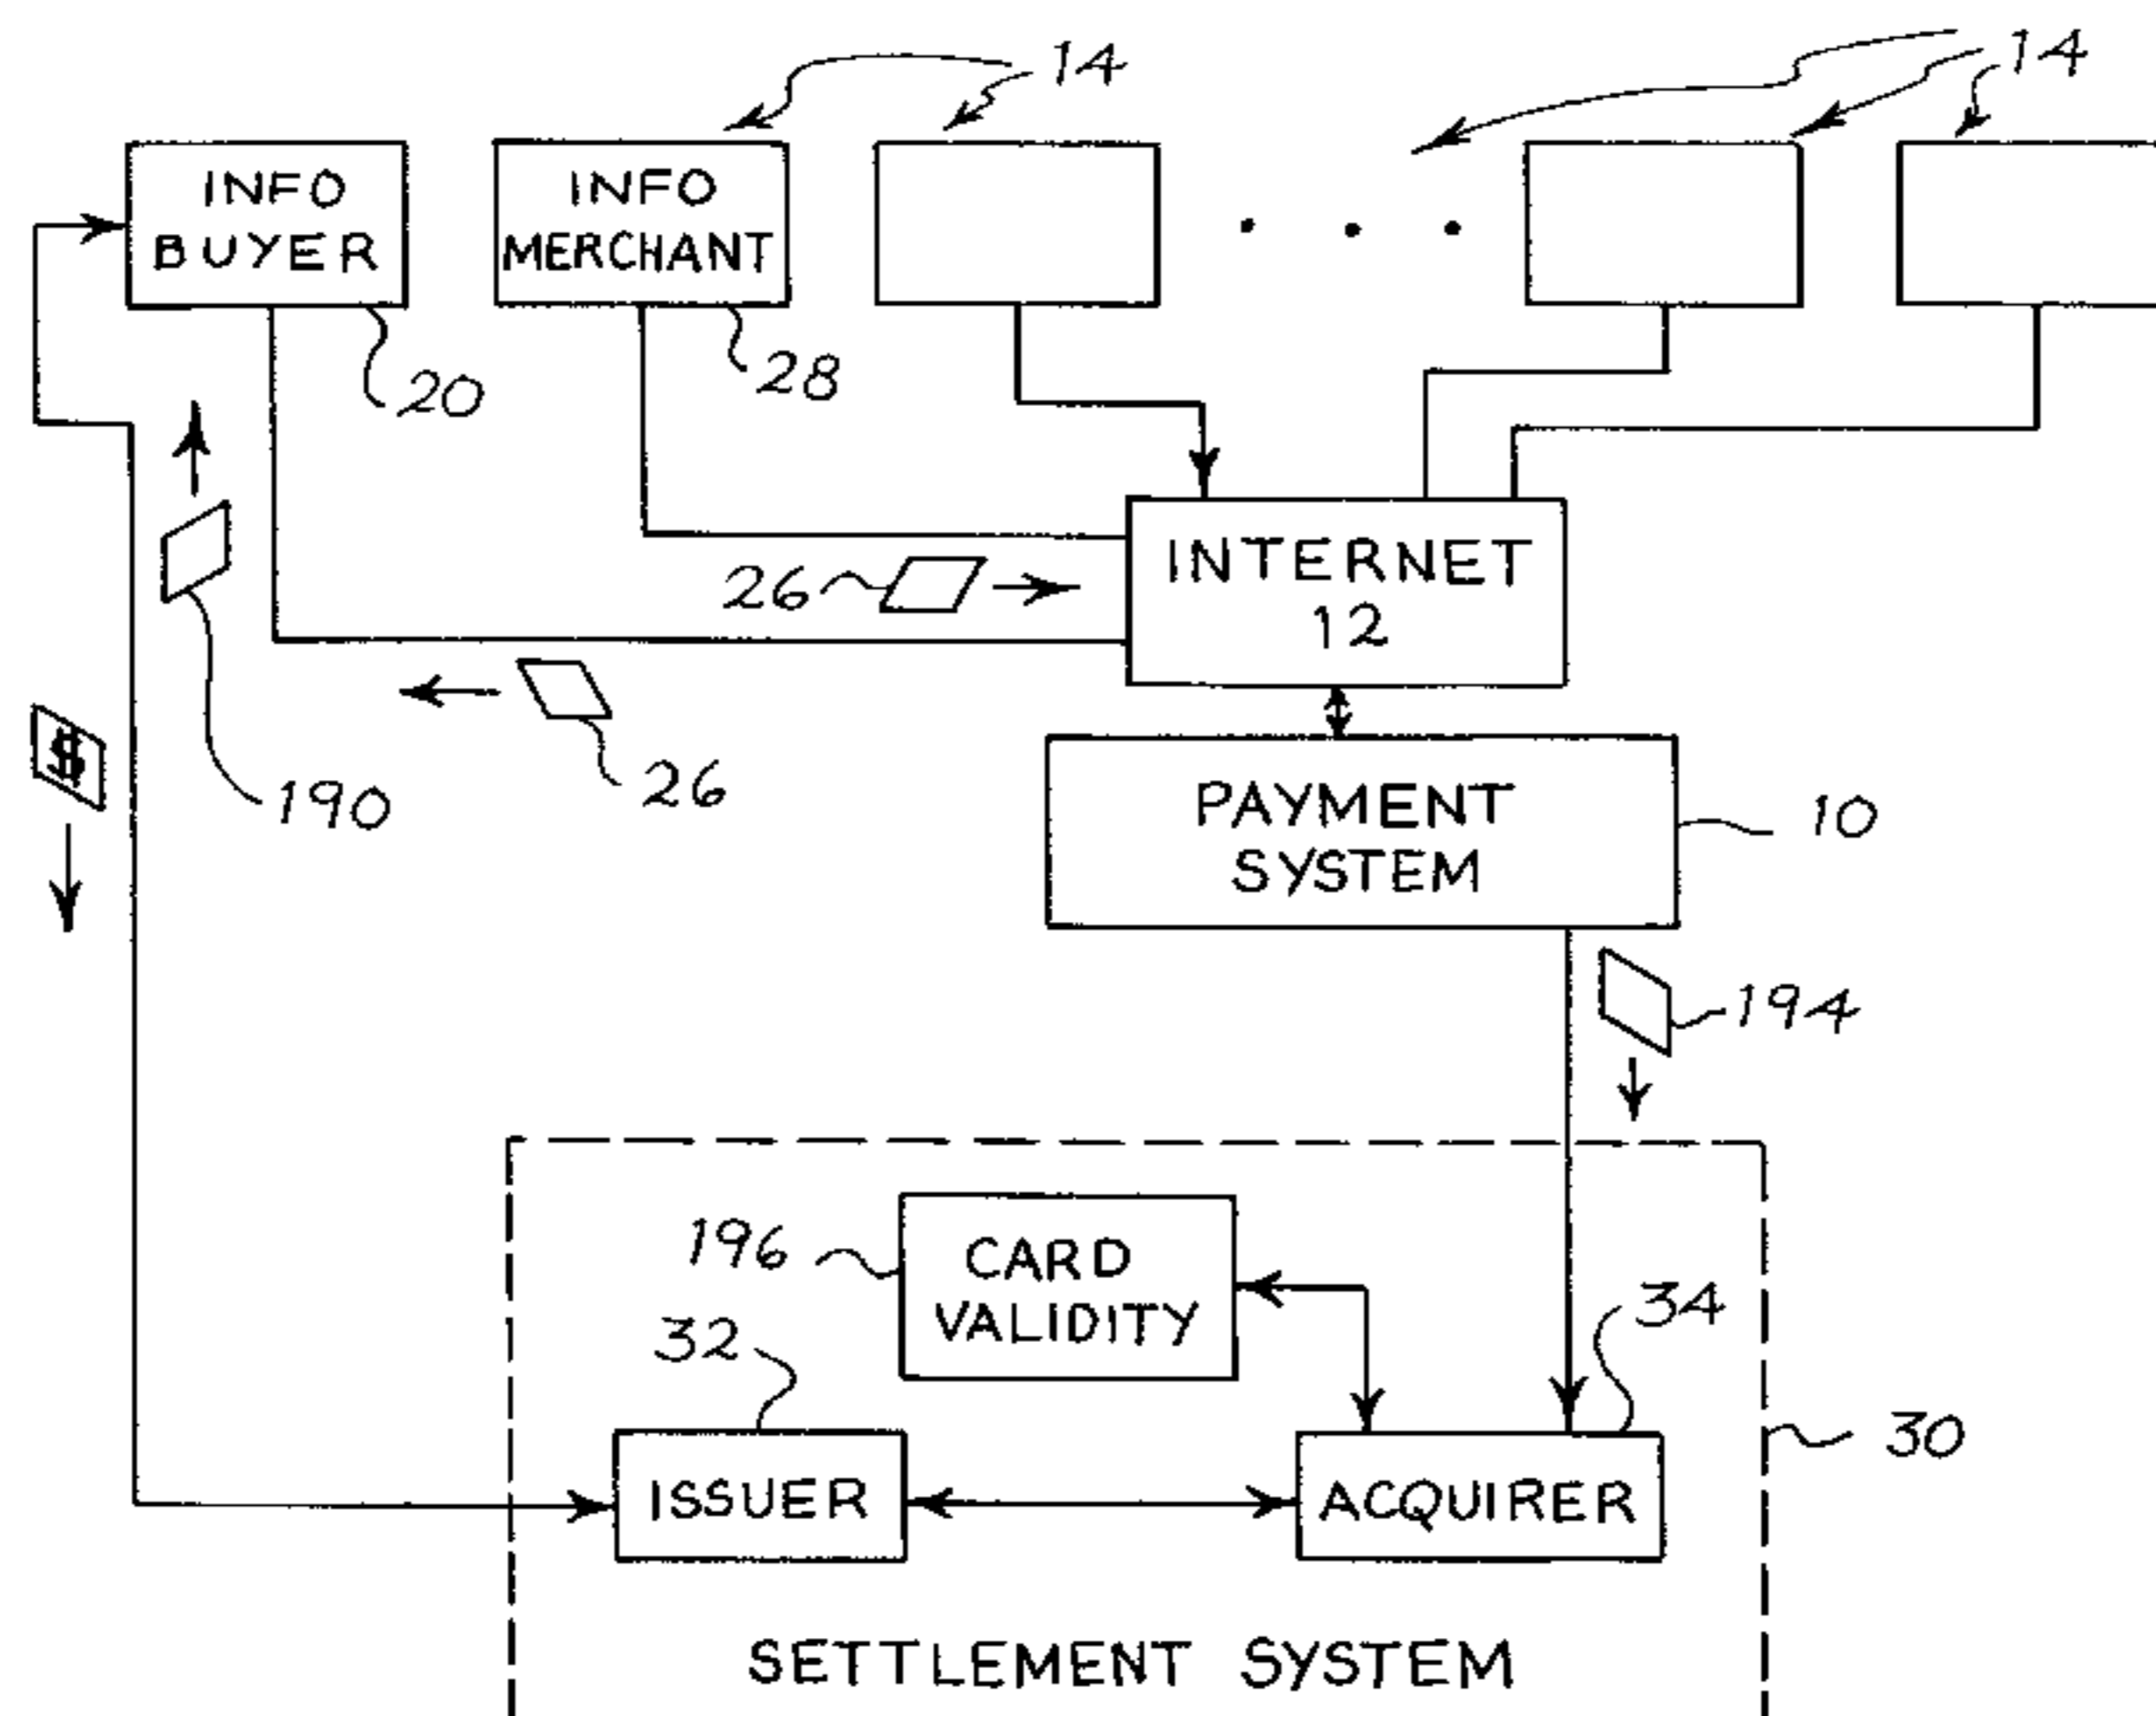 14
14
INFO
BUYER
INFO
MERCHANT
20
28
INTERNET
12
26
26
$
190
PAYMENT
SYSTEM
10
194
196
CARD
VALIDITY
32
34
30
ISSUER
ACQUIRER
SETTLEMENT SYSTEM